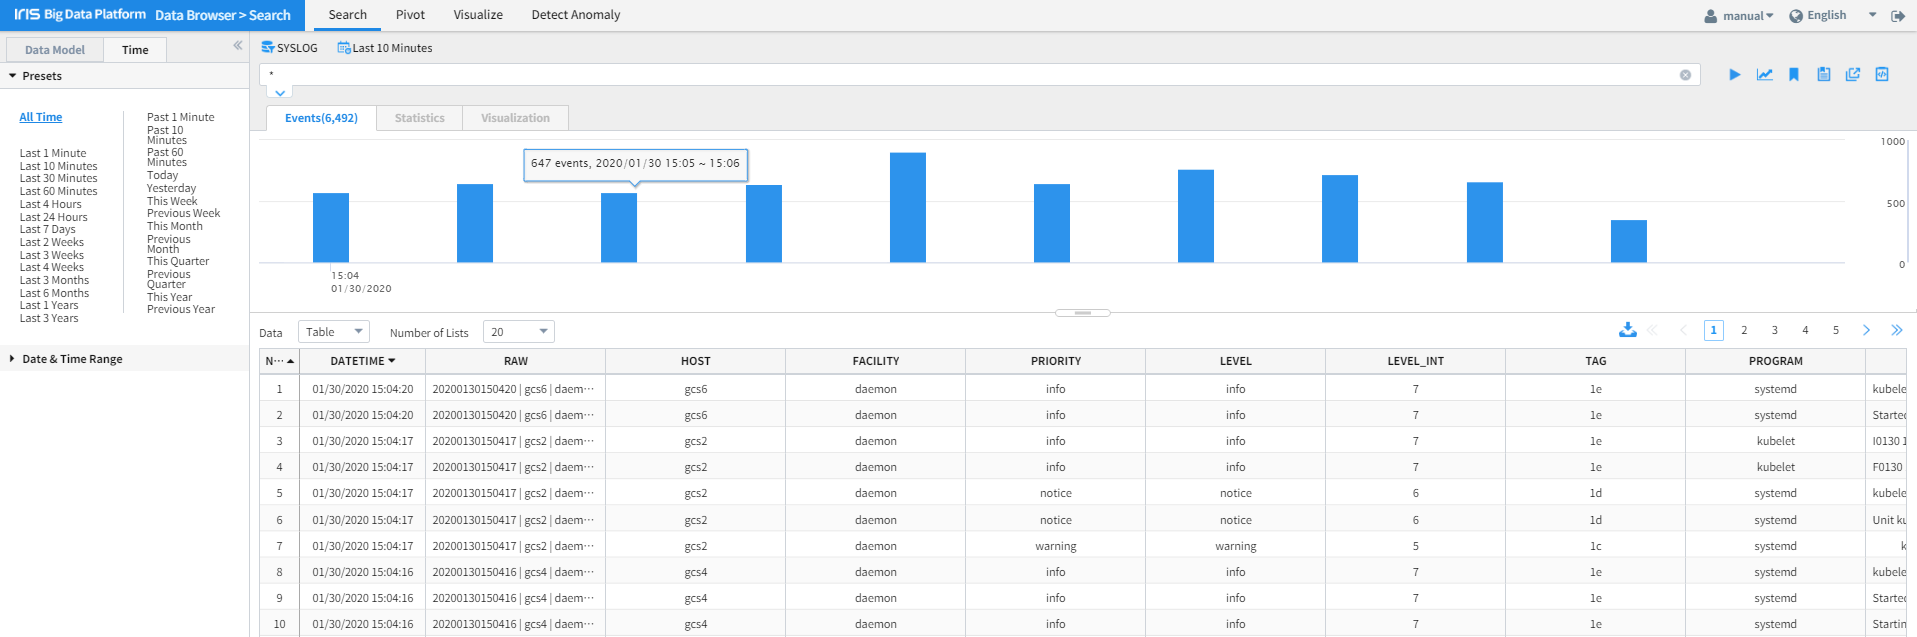 IRIS Big Data Platform Data Browser > Search
Search Pivot Visualize Detect Anomaly
manual English
Data Model Time
Presets
All Time
Last 1 Minute
Last 10 Minutes
Last 30 Minutes
Last 60 Minutes
Last 4 Hours
Last 24 Hours
Last 7 Days
Last 2 Weeks
Last 3 Weeks
Last 4 Weeks
Last 3 Months
Last 6 Months
Last 1 Years
Last 3 Years
Past 1 Minute
Past 10
Minutes
Past 60
Minutes
Today
Yesterday
This Week
Previous Week
This Month
Previous
Month
This Quarter
Previous
Quarter
This Year
Previous Year
Date & Time Range
SYSLOG Last 10 Minutes
*
Events(6,492) Statistics Visualization
647 events, 2020/01/30 15:05 ~ 15:06
1000
500
0
15:04
01/30/2020
Data Table Number of Lists 20
1 2 3 4 5
N··· DATETIME RAW HOST FACILITY PRIORITY LEVEL LEVEL_INT TAG PROGRAM
1 01/30/2020 15:04:20 20200130150420 | gcs6 | daem··· gcs6 daemon info info 7 1e systemd kubele
2 01/30/2020 15:04:20 20200130150420 | gcs6 | daem··· gcs6 daemon info info 7 1e systemd Started
3 01/30/2020 15:04:17 20200130150417 | gcs2 | daem··· gcs2 daemon info info 7 1e kubelet I0130 1
4 01/30/2020 15:04:17 20200130150417 | gcs2 | daem··· gcs2 daemon info info 7 1e kubelet F0130
5 01/30/2020 15:04:17 20200130150417 | gcs2 | daem··· gcs2 daemon notice notice 6 1d systemd kubele
6 01/30/2020 15:04:17 20200130150417 | gcs2 | daem··· gcs2 daemon notice notice 6 1d systemd Unit ku
7 01/30/2020 15:04:17 20200130150417 | gcs2 | daem··· gcs2 daemon warning warning 5 1c systemd k
8 01/30/2020 15:04:16 20200130150416 | gcs4 | daem··· gcs4 daemon info info 7 1e systemd kubele
9 01/30/2020 15:04:16 20200130150416 | gcs4 | daem··· gcs4 daemon info info 7 1e systemd Started
10 01/30/2020 15:04:16 20200130150416 | gcs4 | daem··· gcs4 daemon info info 7 1e systemd Startin